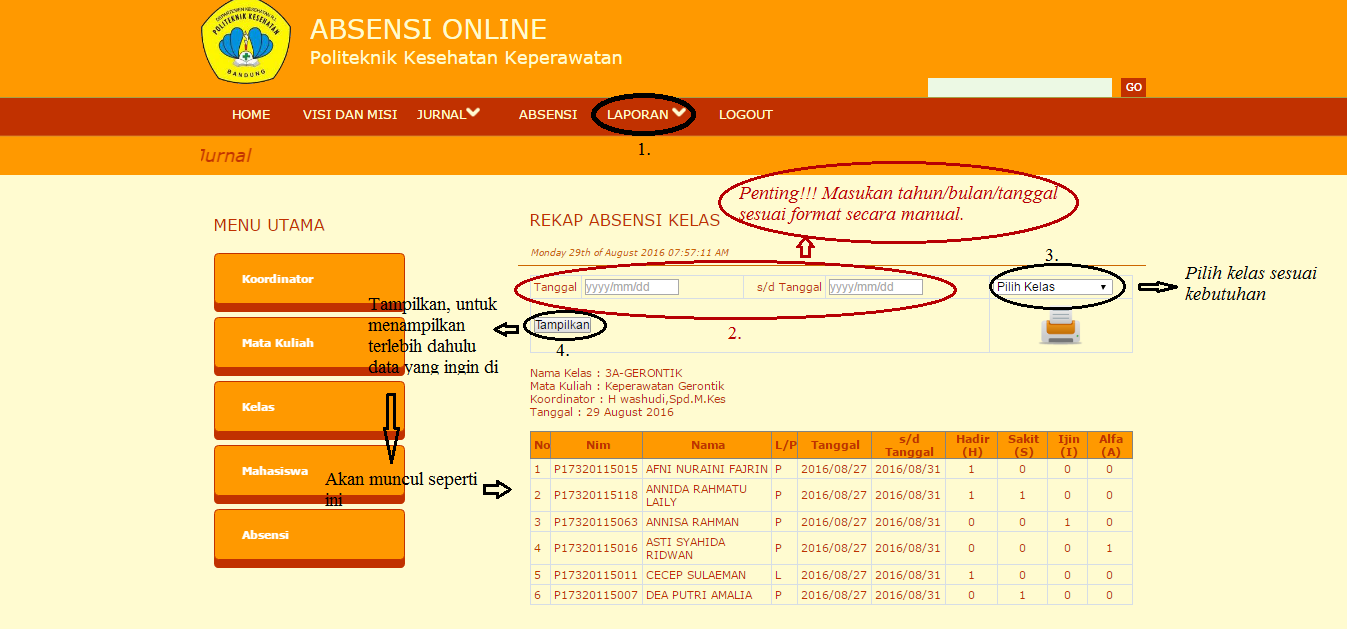 POLITEKNIK KESEHATAN
BANDUNG
ABSENSI ONLINE
Politeknik Kesehatan Keperawatan
GO
HOME VISI DAN MISI JURNAL ABSENSI LAPORAN LOGOUT
1.
Jurnal
Penting!!! Masukan tahun/bulan/tanggal
sesuai format secara manual.
MENU UTAMA
Koordinator
Mata Kuliah
Kelas
Mahasiswa
Absensi
REKAP ABSENSI KELAS
Monday 29th of August 2016 07:57:11 AM
3.
Tanggal yyyy/mm/dd s/d Tanggal yyyy/mm/dd Pilih Kelas
Pilih kelas sesuai
kebutuhan
Tampilkan
2.
4.
Tampilkan, untuk
menampilkan
terlebih dahulu
data yang ingin di
Nama Kelas : 3A-GERONTIK
Mata Kuliah : Keperawatan Gerontik
Koordinator : H washudi,Spd.M.Kes
Tanggal : 29 August 2016
Akan muncul seperti
ini
No Nim Nama L/P Tanggal s/d Tanggal Hadir (H) Sakit (S) Ijin (I) Alfa (A)
1 P17320115015 AFNI NURAINI FAJRIN P 2016/08/27 2016/08/31 1 0 0 0
2 P17320115118 ANNIDA RAHMATU LAILY P 2016/08/27 2016/08/31 1 1 0 0
3 P17320115063 ANNISA RAHMAN P 2016/08/27 2016/08/31 0 0 1 0
4 P17320115016 ASTI SYAHIDA RIDWAN P 2016/08/27 2016/08/31 0 0 0 1
5 P17320115011 CECEP SULAEMAN L 2016/08/27 2016/08/31 1 0 0 0
6 P17320115007 DEA PUTRI AMALIA P 2016/08/27 2016/08/31 0 1 0 0